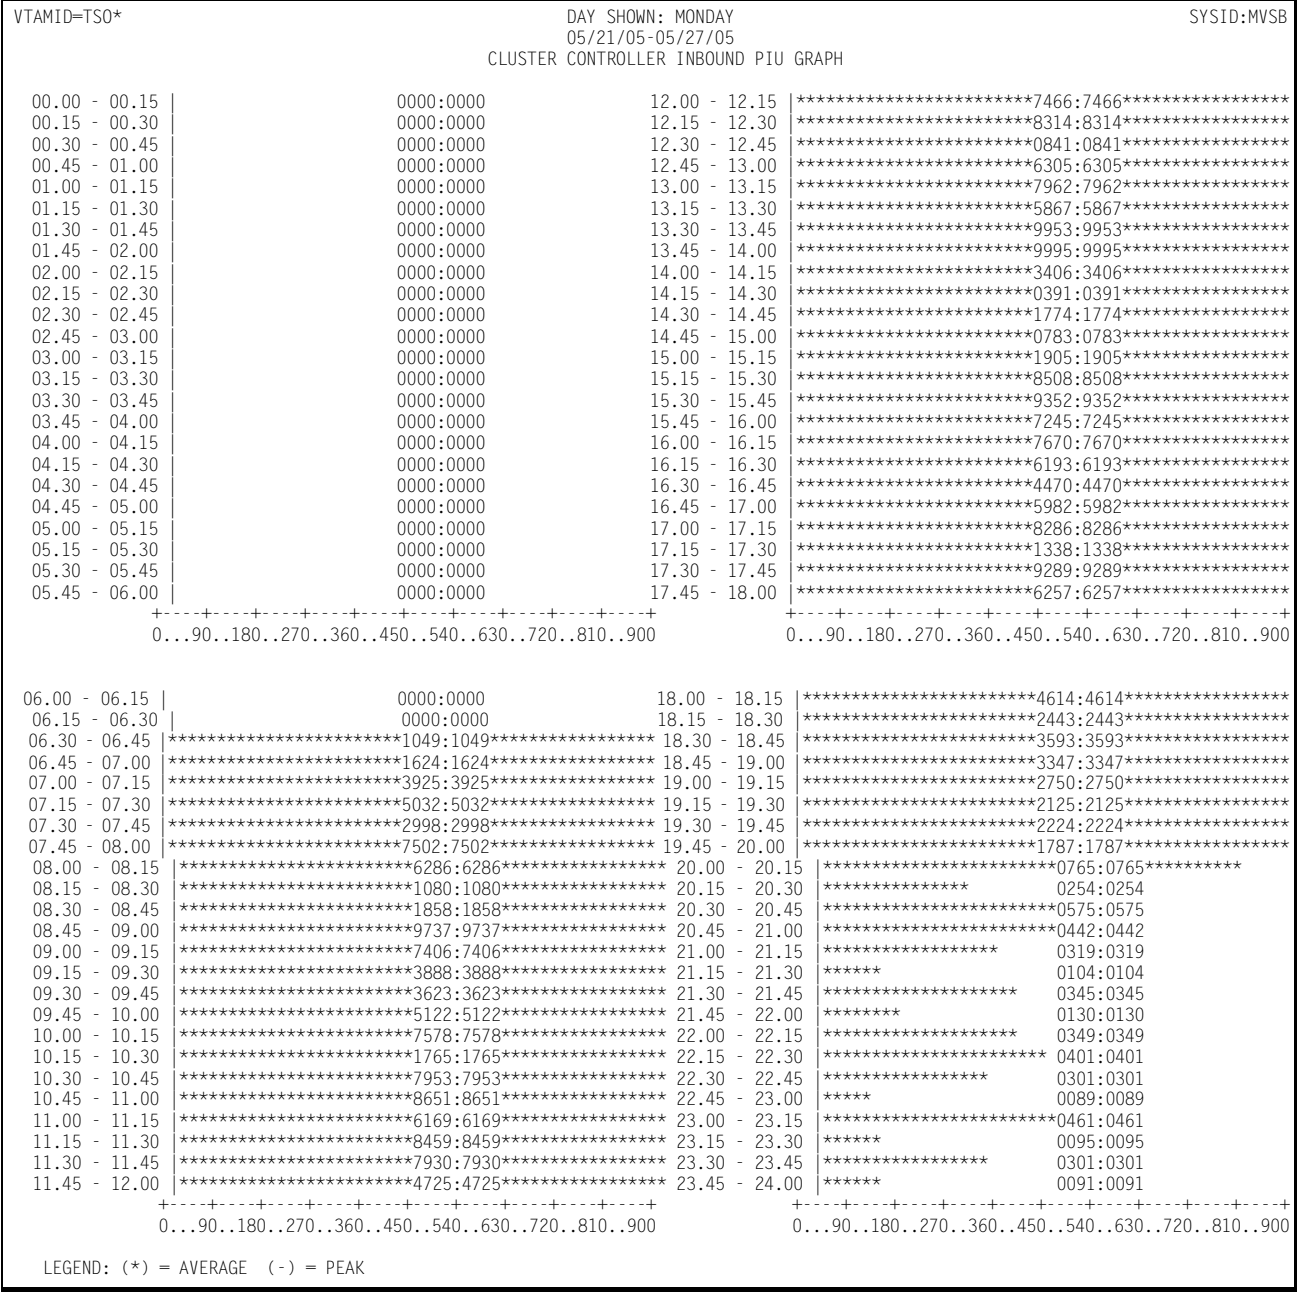 VTAMID=TSO* DAY SHOWN: MONDAY SYSID:MVSB
05/21/05-05/27/05
CLUSTER CONTROLLER INBOUND PIU GRAPH
00.00 - 00.15 | 0000:0000 12.00 - 12.15 |************************7466:7466*****************
00.15 - 00.30 | 0000:0000 12.15 - 12.30 |************************8314:8314*****************
00.30 - 00.45 | 0000:0000 12.30 - 12.45 |************************0841:0841*****************
00.45 - 01.00 | 0000:0000 12.45 - 13.00 |************************6305:6305*****************
01.00 - 01.15 | 0000:0000 13.00 - 13.15 |************************7962:7962*****************
01.15 - 01.30 | 0000:0000 13.15 - 13.30 |************************5867:5867*****************
01.30 - 01.45 | 0000:0000 13.30 - 13.45 |************************9953:9953*****************
01.45 - 02.00 | 0000:0000 13.45 - 14.00 |************************9995:9995*****************
02.00 - 02.15 | 0000:0000 14.00 - 14.15 |************************3406:3406*****************
02.15 - 02.30 | 0000:0000 14.15 - 14.30 |************************0391:0391*****************
02.30 - 02.45 | 0000:0000 14.30 - 14.45 |************************1774:1774*****************
02.45 - 03.00 | 0000:0000 14.45 - 15.00 |************************0783:0783*****************
03.00 - 03.15 | 0000:0000 15.00 - 15.15 |************************1905:1905*****************
03.15 - 03.30 | 0000:0000 15.15 - 15.30 |************************8508:8508*****************
03.30 - 03.45 | 0000:0000 15.30 - 15.45 |************************9352:9352*****************
03.45 - 04.00 | 0000:0000 15.45 - 16.00 |************************7245:7245*****************
04.00 - 04.15 | 0000:0000 16.00 - 16.15 |************************7670:7670*****************
04.15 - 04.30 | 0000:0000 16.15 - 16.30 |************************6193:6193*****************
04.30 - 04.45 | 0000:0000 16.30 - 16.45 |************************4470:4470*****************
04.45 - 05.00 | 0000:0000 16.45 - 17.00 |************************5982:5982*****************
05.00 - 05.15 | 0000:0000 17.00 - 17.15 |************************8286:8286*****************
05.15 - 05.30 | 0000:0000 17.15 - 17.30 |************************1338:1338*****************
05.30 - 05.45 | 0000:0000 17.30 - 17.45 |************************9289:9289*****************
05.45 - 06.00 | 0000:0000 17.45 - 18.00 |************************6257:6257*****************
+----+----+----+----+----+----+----+----+----+----+ +----+----+----+----+----+----+----+----+----+----+
0...90..180..270..360..450..540..630..720..810..900 0...90..180..270..360..450..540..630..720..810..900
06.00 - 06.15 | 0000:0000 18.00 - 18.15 |************************4614:4614*****************
06.15 - 06.30 | 0000:0000 18.15 - 18.30 |************************2443:2443*****************
06.30 - 06.45 |************************1049:1049***************** 18.30 - 18.45 |************************3593:3593*****************
06.45 - 07.00 |************************1624:1624***************** 18.45 - 19.00 |************************3347:3347*****************
07.00 - 07.15 |************************3925:3925***************** 19.00 - 19.15 |************************2750:2750*****************
07.15 - 07.30 |************************5032:5032***************** 19.15 - 19.30 |************************2125:2125*****************
07.30 - 07.45 |************************2998:2998***************** 19.30 - 19.45 |************************2224:2224*****************
07.45 - 08.00 |************************7502:7502***************** 19.45 - 20.00 |************************1787:1787*****************
08.00 - 08.15 |************************6286:6286***************** 20.00 - 20.15 |************************0765:0765**********
08.15 - 08.30 |************************1080:1080***************** 20.15 - 20.30 |*************** 0254:0254
08.30 - 08.45 |************************1858:1858***************** 20.30 - 20.45 |************************0575:0575
08.45 - 09.00 |************************9737:9737***************** 20.45 - 21.00 |************************0442:0442
09.00 - 09.15 |************************7406:7406***************** 21.00 - 21.15 |****************** 0319:0319
09.15 - 09.30 |************************3888:3888***************** 21.15 - 21.30 |****** 0104:0104
09.30 - 09.45 |************************3623:3623***************** 21.30 - 21.45 |******************** 0345:0345
09.45 - 10.00 |************************5122:5122***************** 21.45 - 22.00 |******** 0130:0130
10.00 - 10.15 |************************7578:7578***************** 22.00 - 22.15 |******************** 0349:0349
10.15 - 10.30 |************************1765:1765***************** 22.15 - 22.30 |*********************** 0401:0401
10.30 - 10.45 |************************7953:7953***************** 22.30 - 22.45 |***************** 0301:0301
10.45 - 11.00 |************************8651:8651***************** 22.45 - 23.00 |***** 0089:0089
11.00 - 11.15 |************************6169:6169***************** 23.00 - 23.15 |************************0461:0461
11.15 - 11.30 |************************8459:8459***************** 23.15 - 23.30 |****** 0095:0095
11.30 - 11.45 |************************7930:7930***************** 23.30 - 23.45 |***************** 0301:0301
11.45 - 12.00 |************************4725:4725***************** 23.45 - 24.00 |****** 0091:0091
+----+----+----+----+----+----+----+----+----+----+ +----+----+----+----+----+----+----+----+----+----+
0...90..180..270..360..450..540..630..720..810..900 0...90..180..270..360..450..540..630..720..810..900
LEGEND: (*) = AVERAGE (-) = PEAK